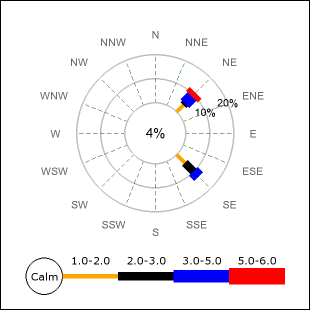 N
NNW NNE
NW NE
WNW ENE
20%
10%
W 4% E
WSW ESE
SW SE
SSW SSE
S
1.0-2.0 2.0-3.0 3.0-5.0 5.0-6.0
Calm